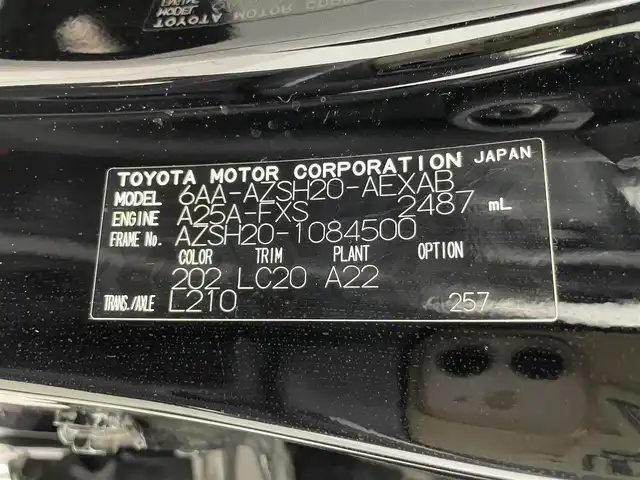 TOYOTA MOTOR CORPORATION JAPAN
MODEL 6AA-AZSH20-AEXAB
ENGINE A25A-FXS 2487 mL
FRAME No. AZSH20-1084500
COLOR TRIM PLANT OPTION
202 LC20 A22
TRANS./AXLE L210 257